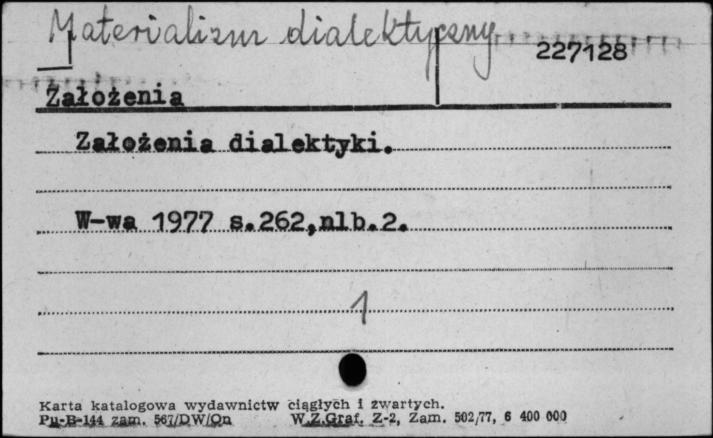 Materializm dialektyczny
227128
Założenia
Założenia dialektyki.
W-wa 1977 s.262,nlb.2.
1
Karta katalogowa wydawnictw ciągłych i zwartych.
Pu-B-144 zam. 567/DW/Qn W.Z.Graf. Z-2, Zam. 502/77, 6 400 000